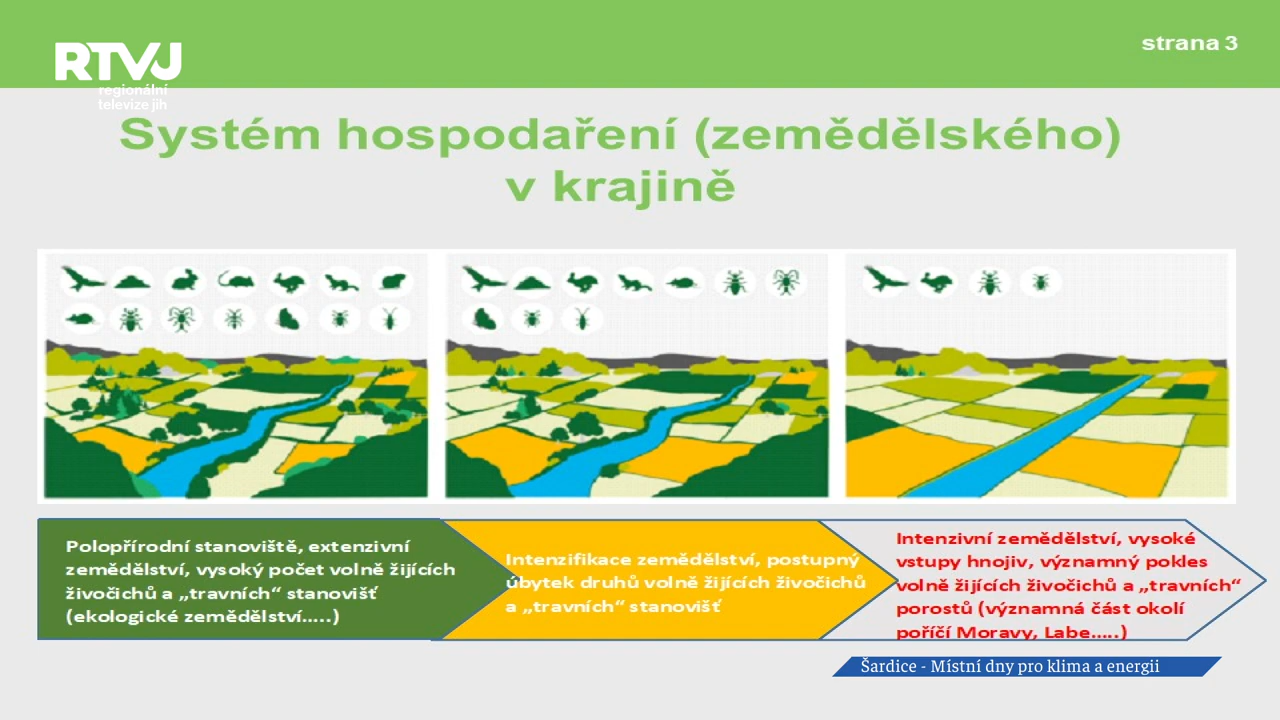 RTVJ
regionální
televize jih
strana 3
Systém hospodaření (zemědělského)
v krajině
Polopřírodní stanoviště, extenzivní
zemědělství, vysoký počet volně žijících
živočichů a „travních“ stanovišť
(ekologické zemědělství.....)
Intenzifikace zemědělství, postupný
úbytek druhů volně žijících živočichů
a „travních“ stanovišť
Intenzivní zemědělství, vysoké
vstupy hnojiv, významný pokles
volně žijících živočichů a „travních“
porostů (významná část okolí
poříčí Moravy, Labe.....)
Šardice - Místní dny pro klima a energii